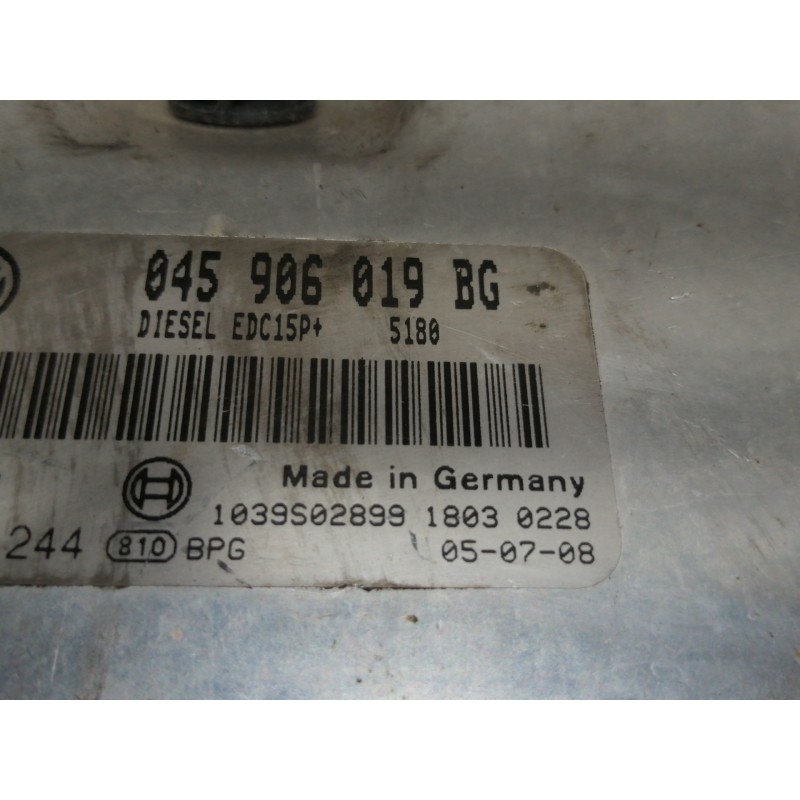 045 906 019 BG
DIESEL EDC15P+ 5180
Made in Germany
1039S02899 1803 0228
244 810 BPG 05-07-08